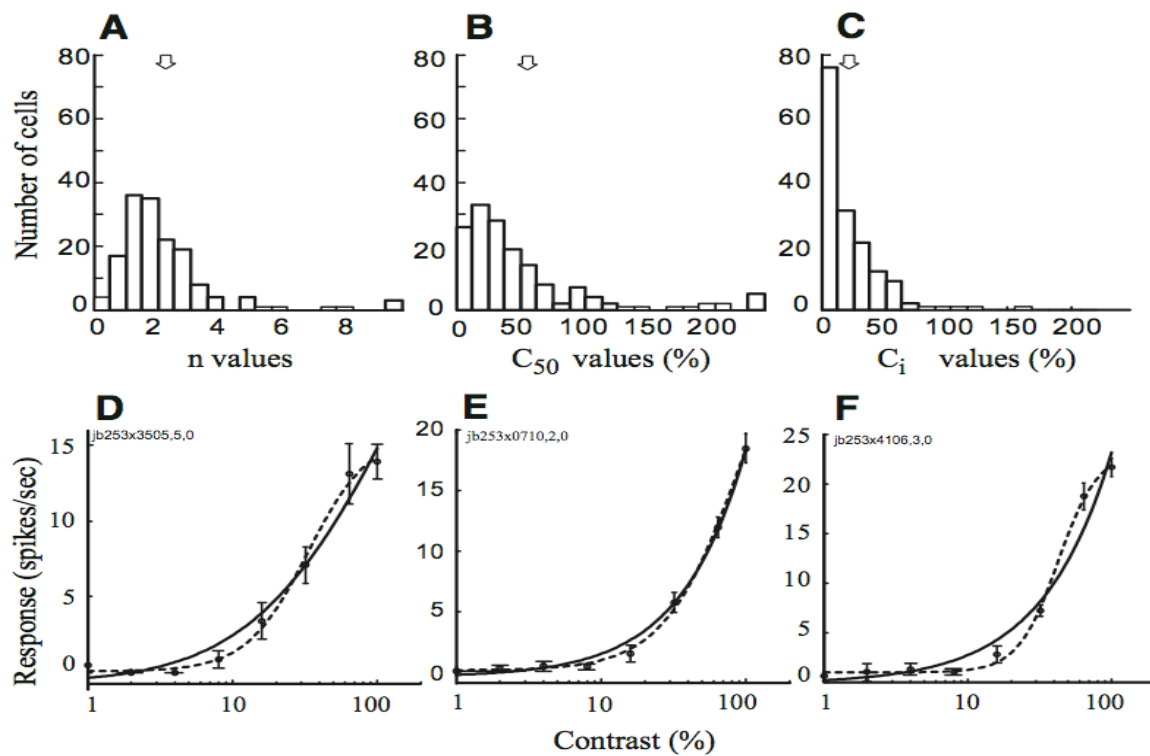 A
B
C
Number of cells
80
60
40
20
0
0 2 4 6 8
n values
80
60
40
20
0
0 50 100 150 200
C50 values (%)
80
60
40
20
0
0 50 100 150 200
Ci values (%)
D
E
F
jb253x3505,5,0
jb253x0710,2,0
jb253x4106,3,0
Response (spikes/sec)
15
10
5
0
1 10 100
20
15
10
5
0
1 10 100
25
20
15
10
5
0
1 10 100
Contrast (%)